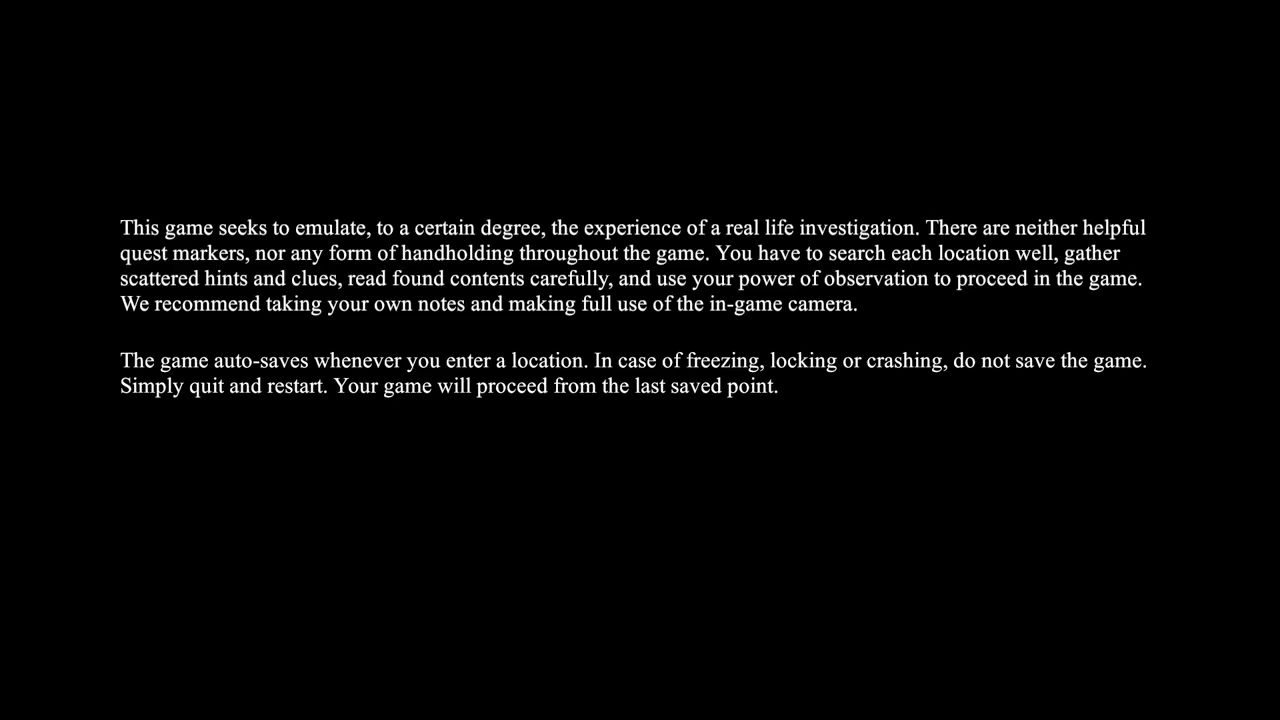 This game seeks to emulate, to a certain degree, the experience of a real life investigation. There are neither helpful
quest markers, nor any form of handholding throughout the game. You have to search each location well, gather
scattered hints and clues, read found contents carefully, and use your power of observation to proceed in the game.
We recommend taking your own notes and making full use of the in-game camera.
The game auto-saves whenever you enter a location. In case of freezing, locking or crashing, do not save the game.
Simply quit and restart. Your game will proceed from the last saved point.